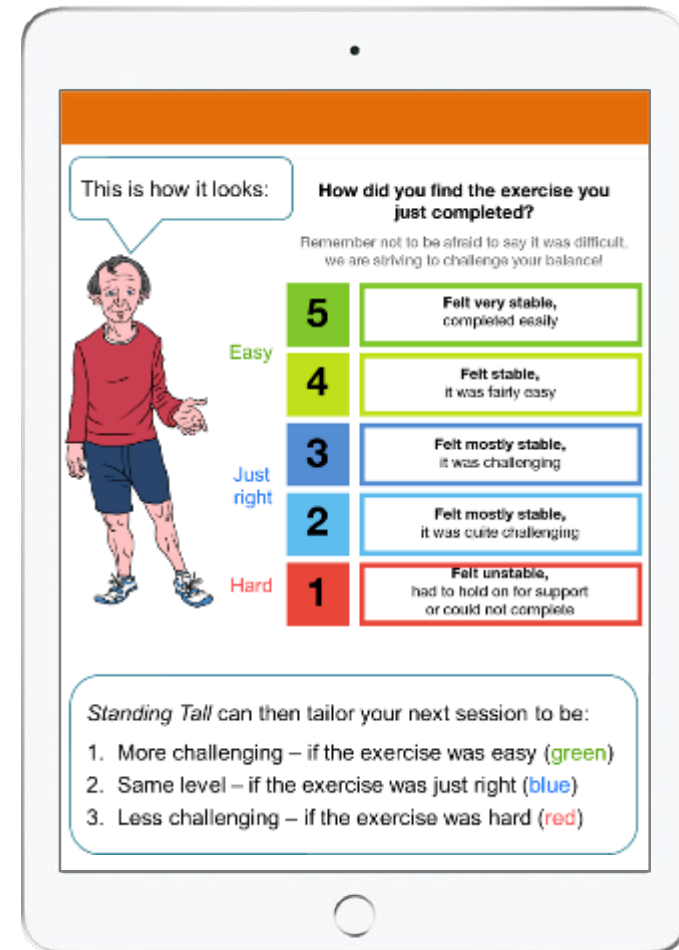 This is how it looks:
How did you find the exercise you
just completed?
Remember not to be afraid to say it was difficult,
we are striving to challenge your balance!
5
Felt very stable,
completed easily
Easy
4
Felt stable,
it was fairly easy
3
Felt mostly stable,
it was challenging
Just
right
2
Felt mostly stable,
it was quite challenging
Hard
1
Felt unstable,
had to hold on for support
or could not complete
Standing Tall can then tailor your next session to be:
1. More challenging – if the exercise was easy (green)
2. Same level – if the exercise was just right (blue)
3. Less challenging – if the exercise was hard (red)